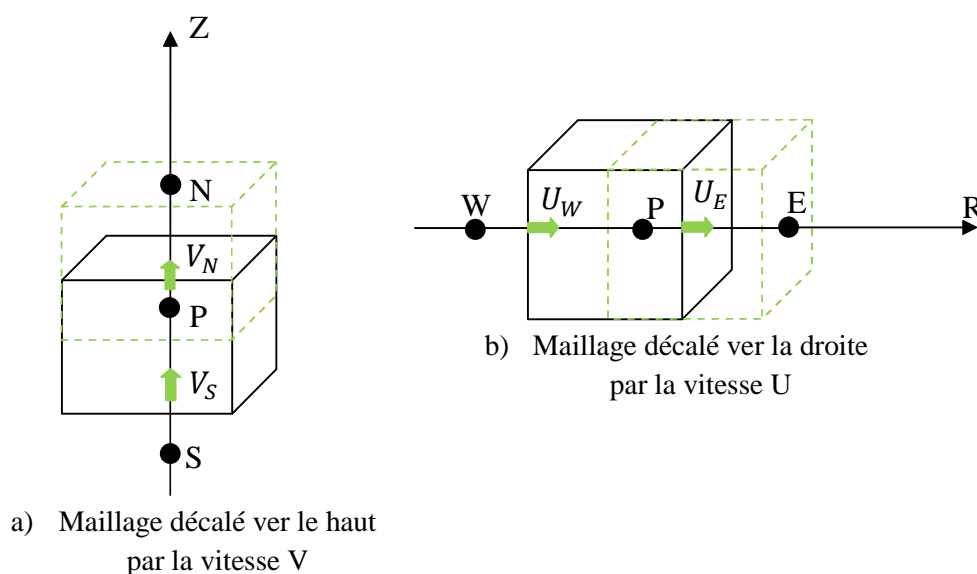 Z
N
V_N
P
V_S
S
a) Maillage décalé ver le haut
par la vitesse V
W
U_W
P
U_E
E
R
b) Maillage décalé ver la droite
par la vitesse U